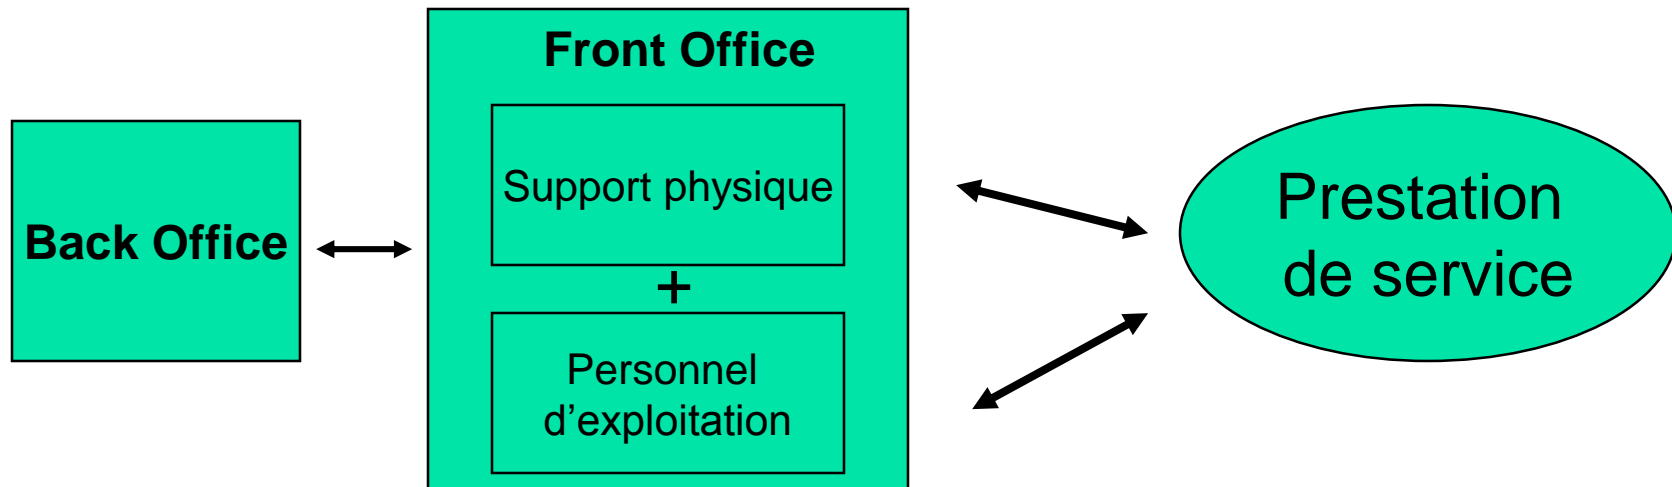 Front Office
Support physique
Back Office
+
Personnel
d’exploitation
Prestation
de service